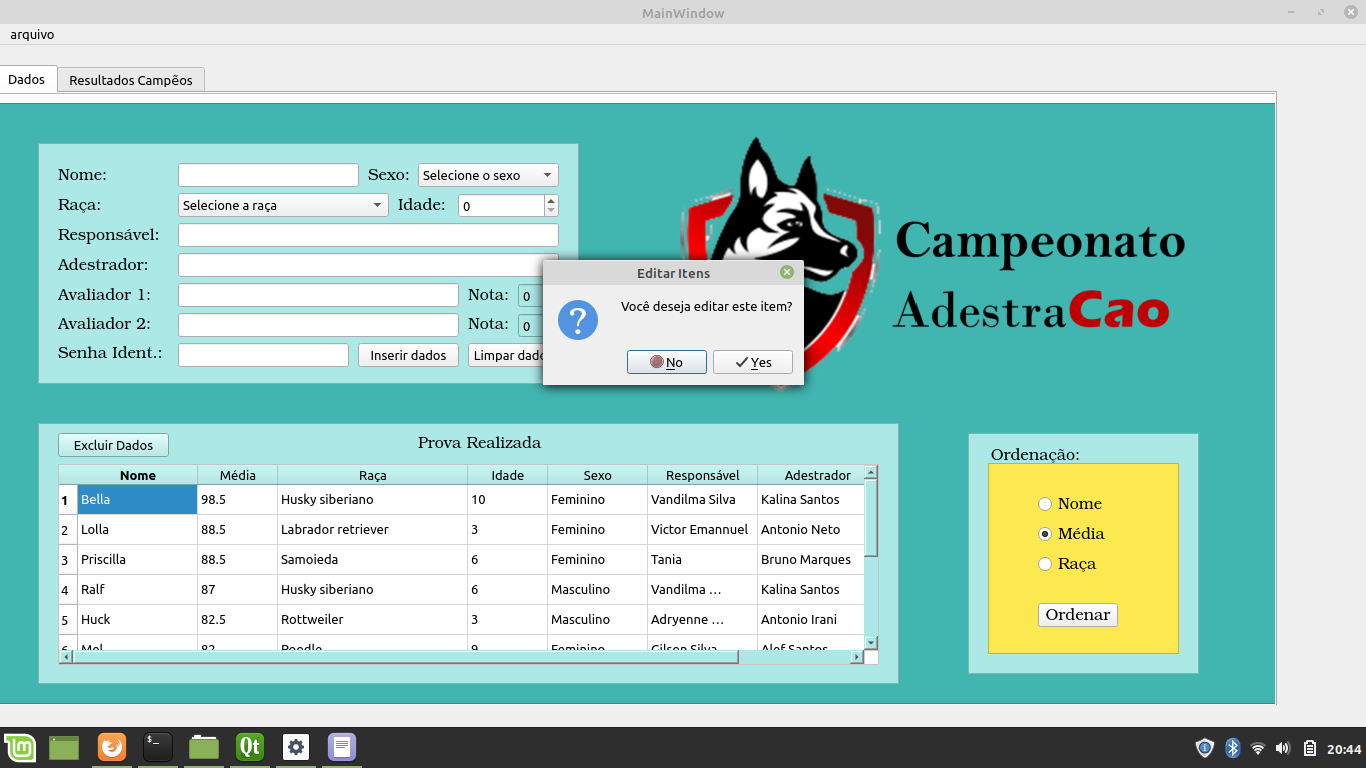 MainWindow
arquivo
Dados Resultados Campêos
Nome: Sexo: Selecione o sexo
Raça: Selecione a raça Idade: 0
Responsável:
Adestrador:
Avaliador 1: Nota: 0
Avaliador 2: Nota: 0
Senha Ident.: Inserir dados Limpar dado
Campeonato
AdestraCao
Editar Itens
Você deseja editar este item?
No Yes
Excluir Dados Prova Realizada
Nome Média Raça Idade Sexo Responsável Adestrador
1 Bella 98.5 Husky siberiano 10 Feminino Vandilma Silva Kalina Santos
2 Lolla 88.5 Labrador retriever 3 Feminino Victor Emannuel Antonio Neto
3 Priscilla 88.5 Samoieda 6 Feminino Tania Bruno Marques
4 Ralf 87 Husky siberiano 6 Masculino Vandilma …
Kalina Santos
5 Huck 82.5 Rottweiler 3 Masculino Adryenne … Antonio Irani
6 Mel 82 Poodle 9 Feminino Gilson Silva Alef Santos
Ordenação:
Nome
Média
Raça
Ordenar
Qt
20:44